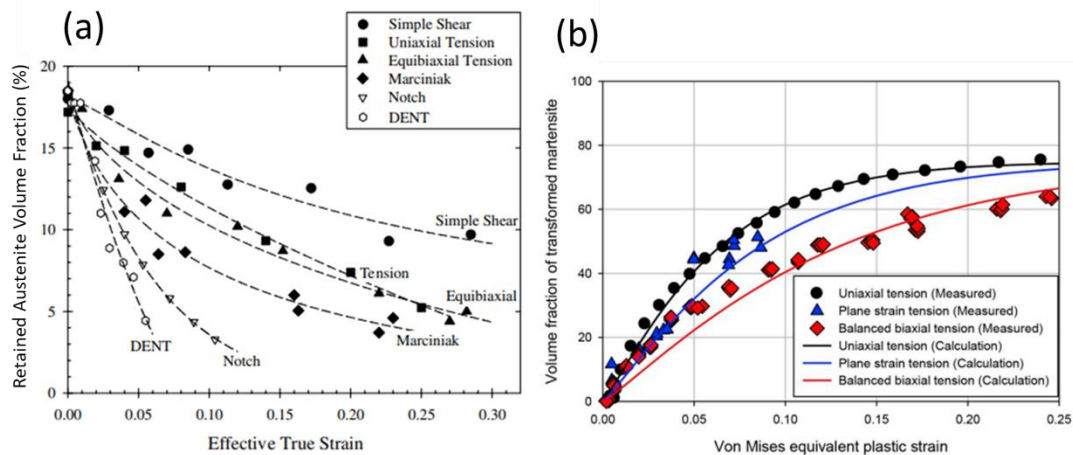 (a)
Simple Shear
Uniaxial Tension
Equibiaxial Tension
Marciniak
Notch
DENT
Retained Austenite Volume Fraction (%)
20
15
10
5
0
Simple Shear
Tension
Equibiaxial
Marciniak
DENT
Notch
0.00 0.05 0.10 0.15 0.20 0.25 0.30
Effective True Strain
(b)
Volume fraction of transformed martensite
100
80
60
40
20
0
Uniaxial tension (Measured)
Plane strain tension (Measured)
Balanced biaxial tension (Measured)
Uniaxial tension (Calculation)
Plane strain tension (Calculation)
Balanced biaxial tension (Calculation)
0.00 0.05 0.10 0.15 0.20 0.25
Von Mises equivalent plastic strain